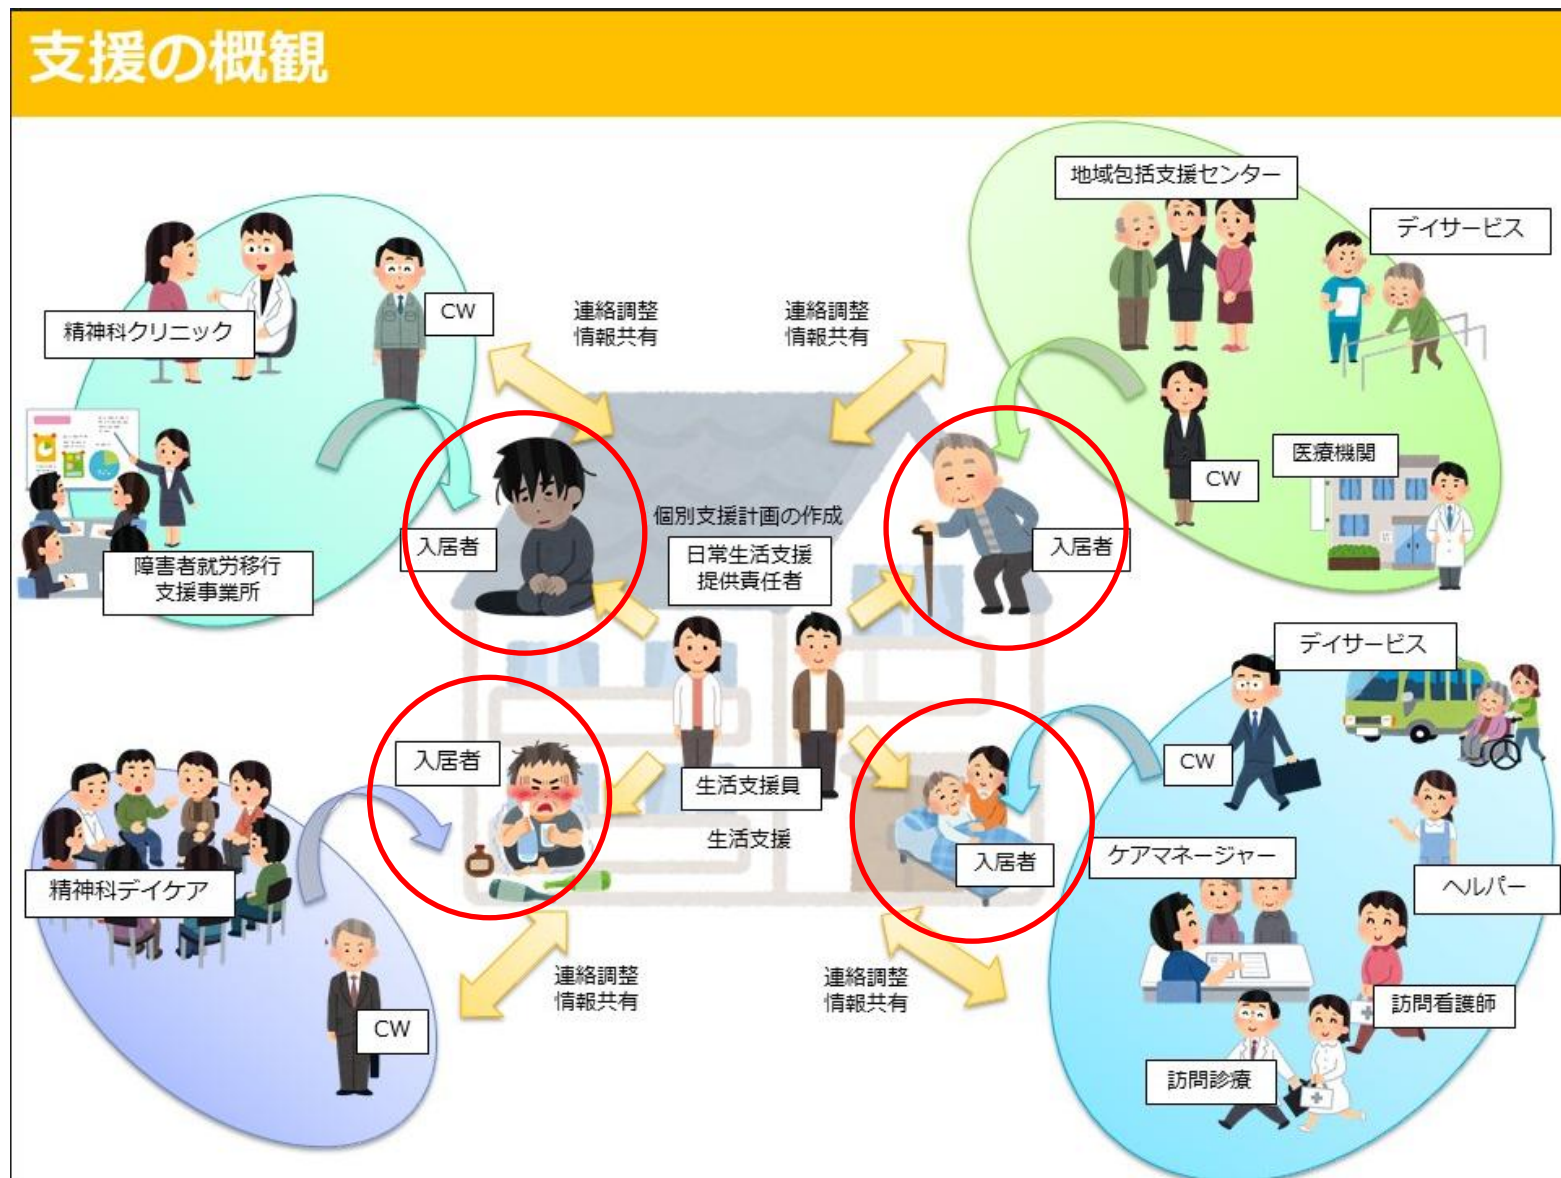 支援の概観
地域包括支援センター
デイサービス
精神科クリニック
CW
連絡調整
情報共有
連絡調整
情報共有
CW
医療機関
障害者就労移行
支援事業所
入居者
個別支援計画の作成
日常生活支援
提供責任者
入居者
デイサービス
入居者
生活支援員
生活支援
CW
入居者
ケアマネージャー
ヘルパー
精神科デイケア
連絡調整
情報共有
連絡調整
情報共有
CW
訪問看護師
訪問診療